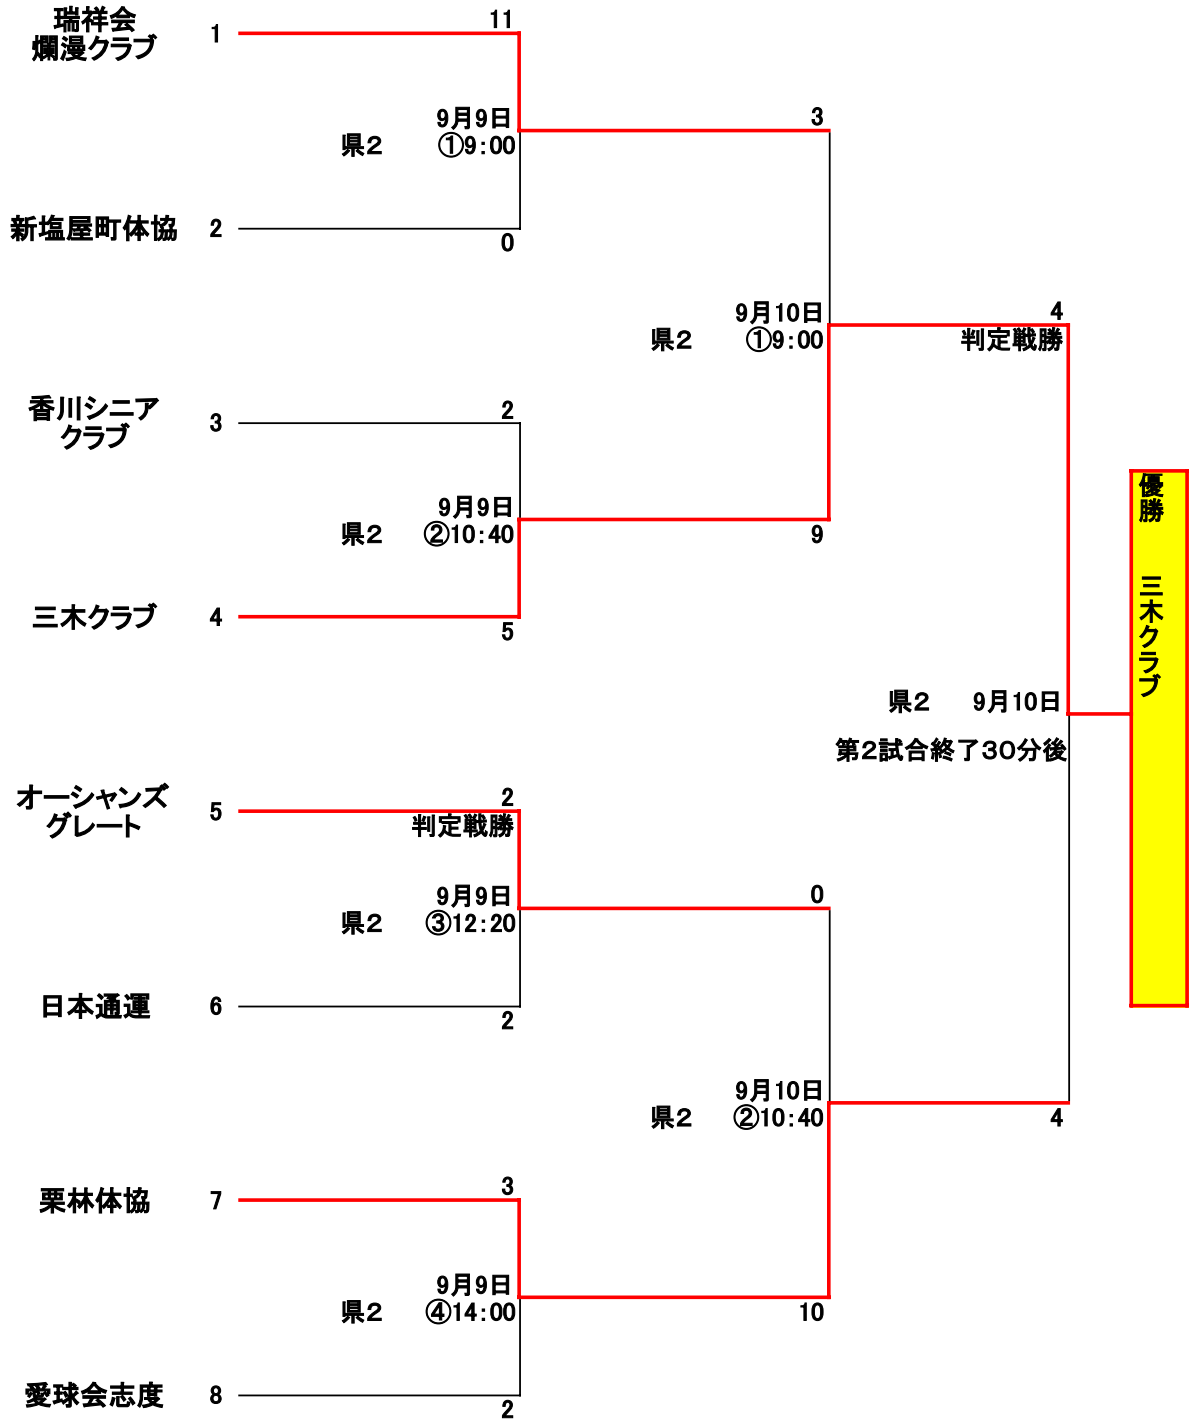 瑞祥会
爛漫クラブ
1
11
9月9日
県2 ①9:00
新塩屋町体協
2
0
3
9月10日
県2 ①9:00
香川シニア
クラブ
3
2
9月9日
県2 ②10:40
三木クラブ
4
5
9
4
判定戦勝
優勝 三木クラブ
県2 9月10日
第2試合終了30分後
オーシャンズ
グレート
5
2
判定戦勝
9月9日
県2 ③12:20
日本通運
6
2
0
9月10日
県2 ②10:40
4
栗林体協
7
3
9月9日
県2 ④14:00
10
愛球会志度
8
2